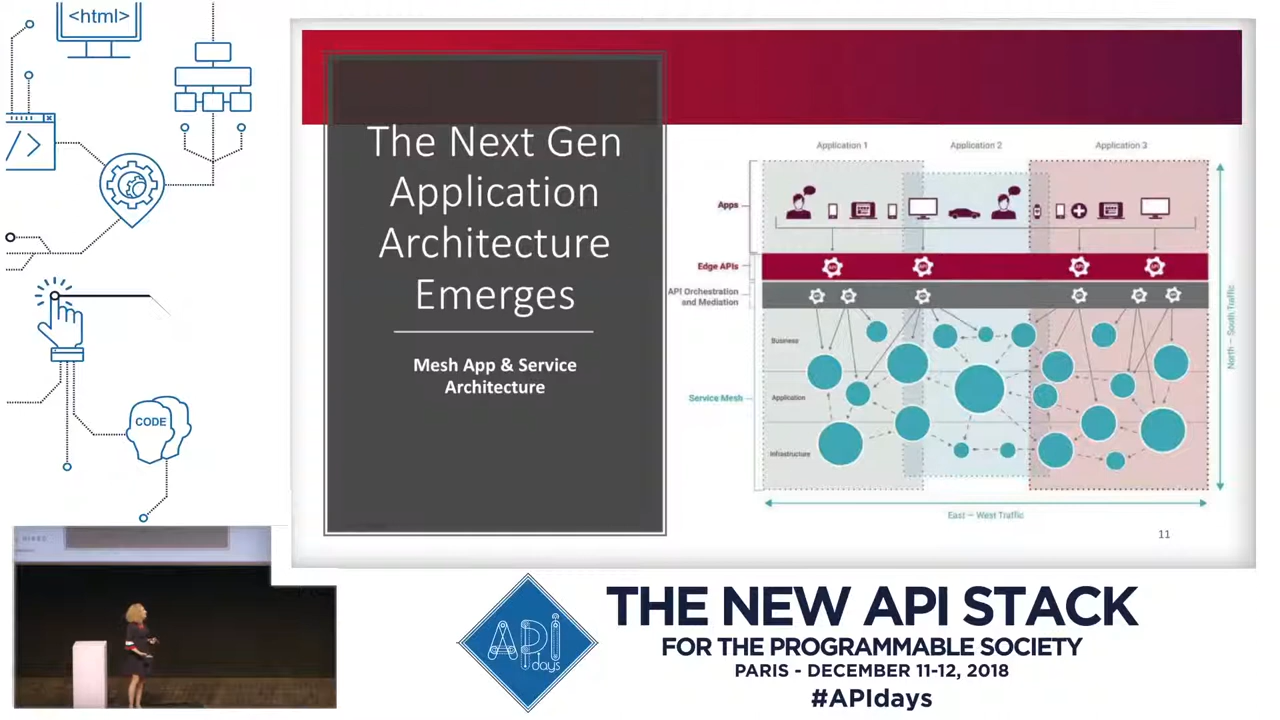 <html>
</>
CODE
The Next Gen
Application
Architecture
Emerges
Mesh App & Service
Architecture
Application 1
Application 2
Application 3
Apps
Edge APIs
API Orchestration
and Mediation
Business
Service Mesh
Application
Infrastructure
North – South Traffic
East – West Traffic
11
API
days
THE NEW API STACK
FOR THE PROGRAMMABLE SOCIETY
PARIS - DECEMBER 11-12, 2018
#APIdays